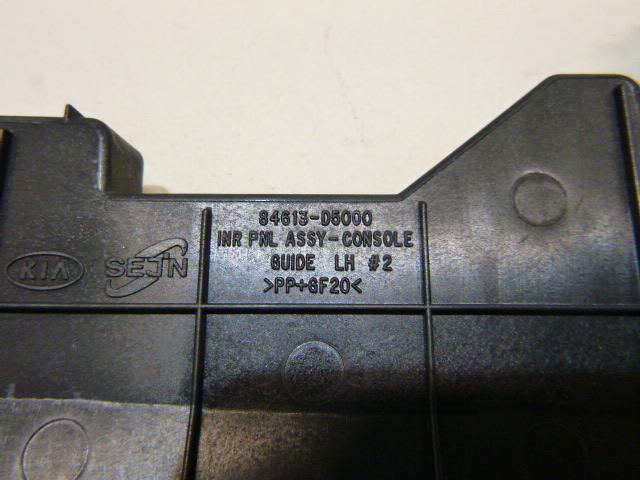 84613-D5000
INR PNL ASSY-CONSOLE
GUIDE LH #2
>PP+GF20<
KIA
SEJIN